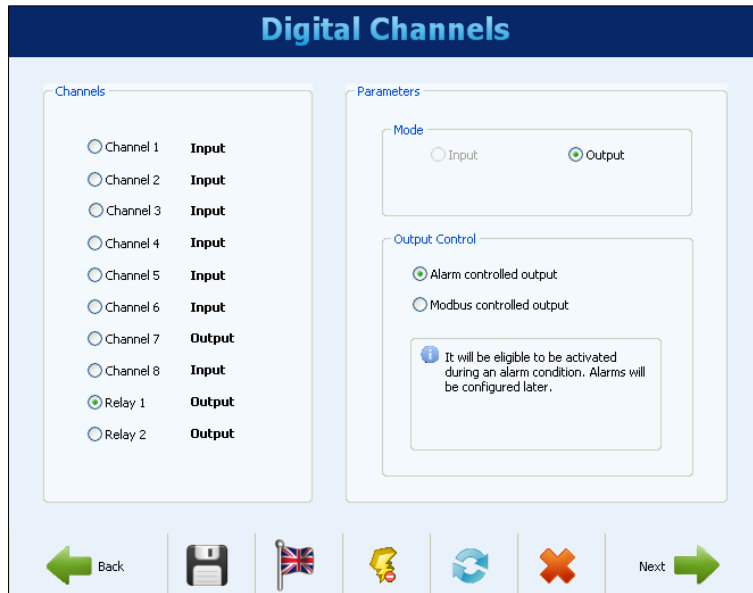 Digital Channels
Channels
Channel 1 Input
Channel 2 Input
Channel 3 Input
Channel 4 Input
Channel 5 Input
Channel 6 Input
Channel 7 Output
Channel 8 Input
Relay 1 Output
Relay 2 Output
Parameters
Mode
Input Output
Output Control
Alarm controlled output
Modbus controlled output
It will be eligible to be activated
during an alarm condition. Alarms will
be configured later.
Back Next